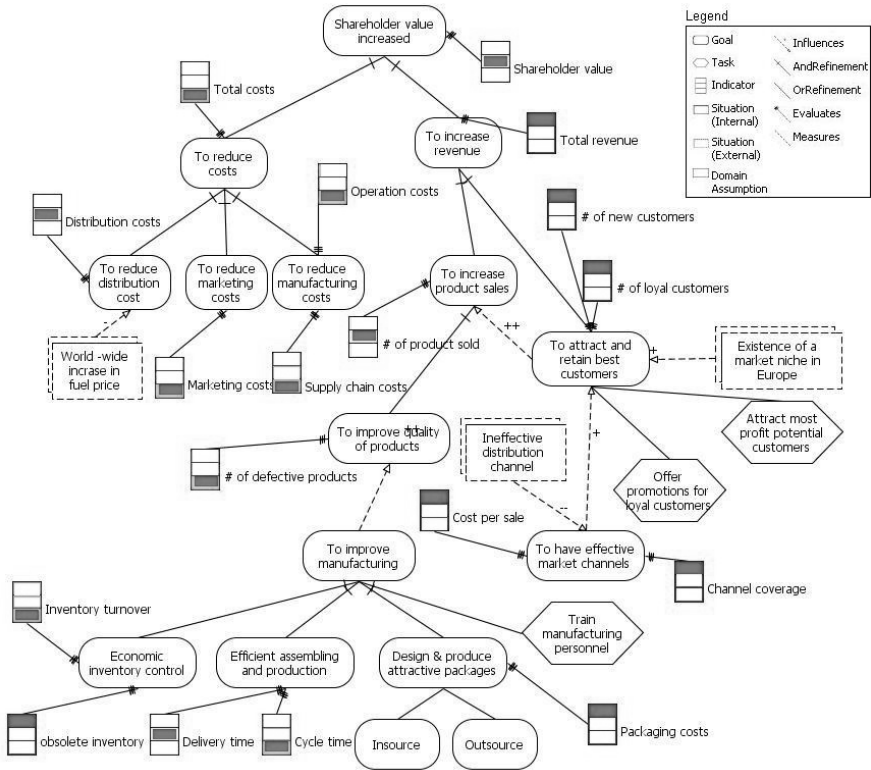 Shareholder value
increased
Shareholder value
Total costs
Total revenue
To reduce
costs
To increase
revenue
Operation costs
Distribution costs
# of new customers
# of loyal customers
To reduce
distribution
cost
To reduce
marketing
costs
To reduce
manufacturing
costs
To increase
product sales
-
World -wide
incrase in
fuel price
Marketing costs
Supply chain costs
# of product sold
++
To attract and
retain best
customers
+
Existence of a
market niche in
Europe
To improve quality
of products
++
# of defective products
Ineffective
distribution
channel
+
--
Attract most
profit potential
customers
Offer
promotions for
loyal customers
Cost per sale
To have effective
market channels
Channel coverage
To improve
manufacturing
Train
manufacturing
personnel
Inventory turnover
Economic
inventory control
Efficient assembling
and production
Design & produce
attractive packages
obsolete inventory
Delivery time
Cycle time
Insource
Outsource
Packaging costs
Legend
Goal
Task
Indicator
Situation
(Internal)
Situation
(External)
Domain
Assumption
Influences
AndRefinement
OrRefinement
Evaluates
Measures